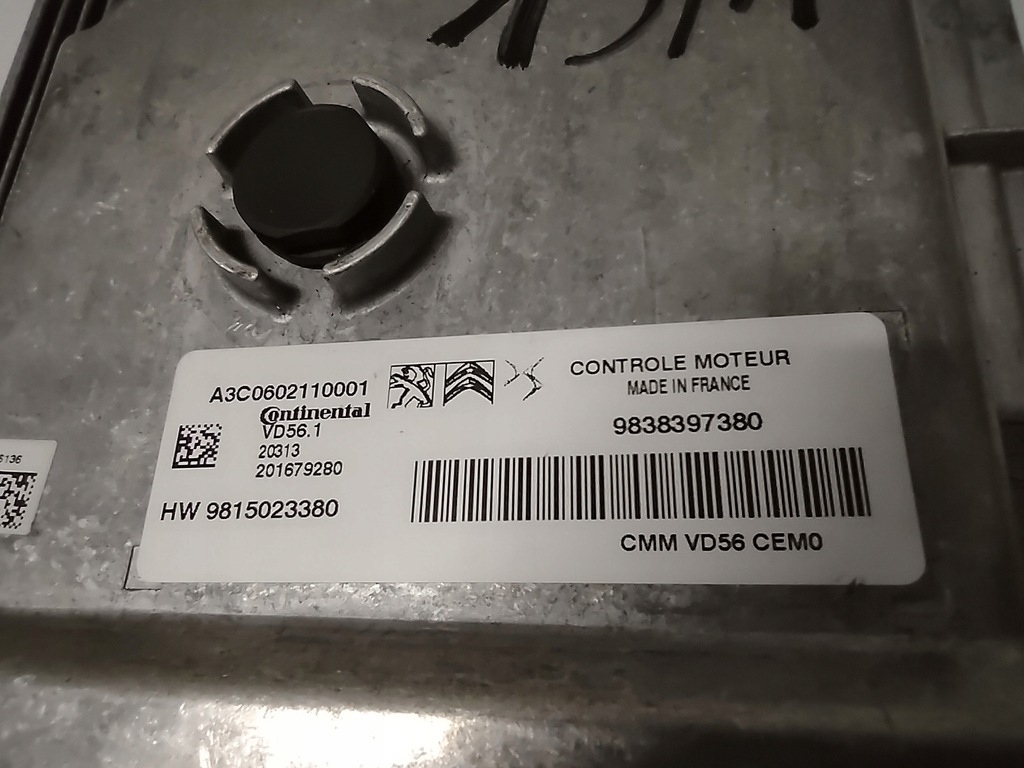 A3C0602110001
Continental
VD56.1
20313
201679280
HW 9815023380
CONTROLE MOTEUR
MADE IN FRANCE
9838397380
CMM VD56 CEM0